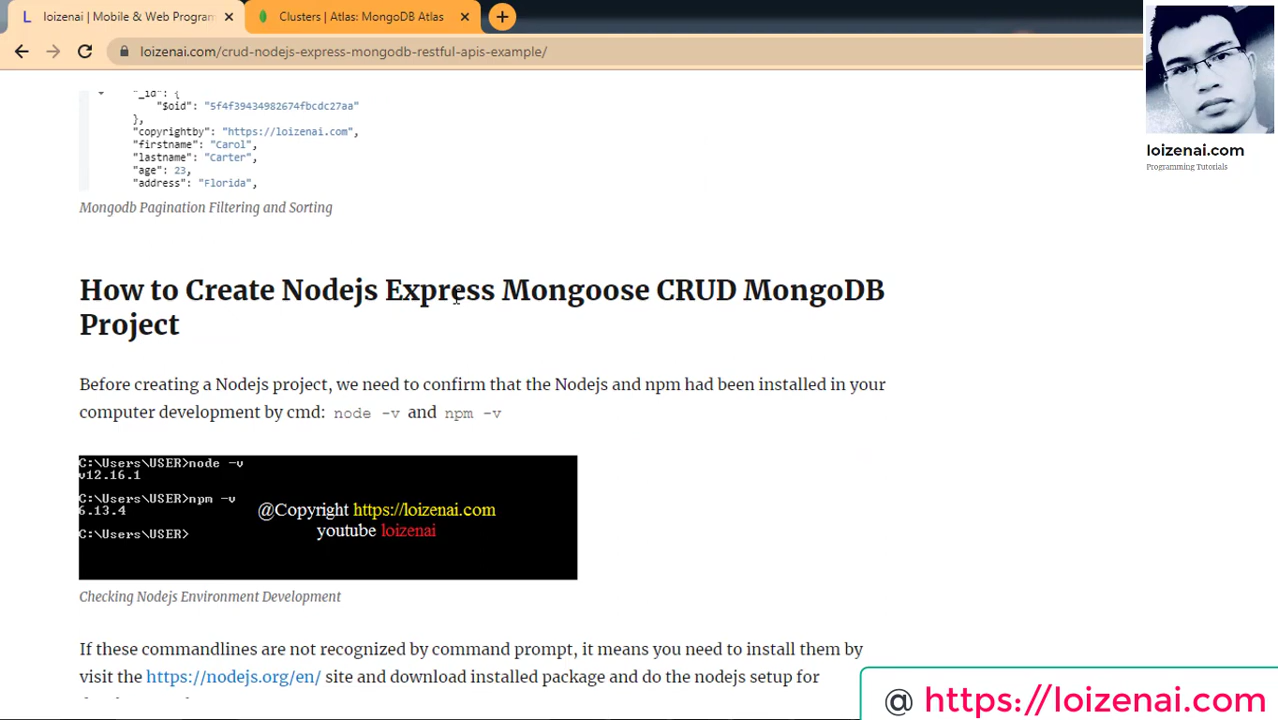 loizenai | Mobile & Web Program
Clusters | Atlas: MongoDB Atlas
loizenai.com/crud-nodejs-express-mongodb-restful-apis-example/
"_id": {
"$oid": "5f4f39434982674fbcdc27aa"
},
"copyrightby": "https://loizenai.com",
"firstname": "Carol",
"lastname": "Carter",
"age": 23,
"address": "Florida",
Mongodb Pagination Filtering and Sorting
loizenai.com
Programming Tutorials
How to Create Nodejs Express Mongoose CRUD MongoDB
Project
Before creating a Nodejs project, we need to confirm that the Nodejs and npm had been installed in your
computer development by cmd: node -v and npm -v
C:\Users\USER>node -v
v12.16.1
C:\Users\USER>npm -v
6.13.4
C:\Users\USER>
@Copyright https://loizenai.com
youtube loizenai
Checking Nodejs Environment Development
If these commandlines are not recognized by command prompt, it means you need to install them by
visit the https://nodejs.org/en/ site and download installed package and do the nodejs setup for
@ https://loizenai.com